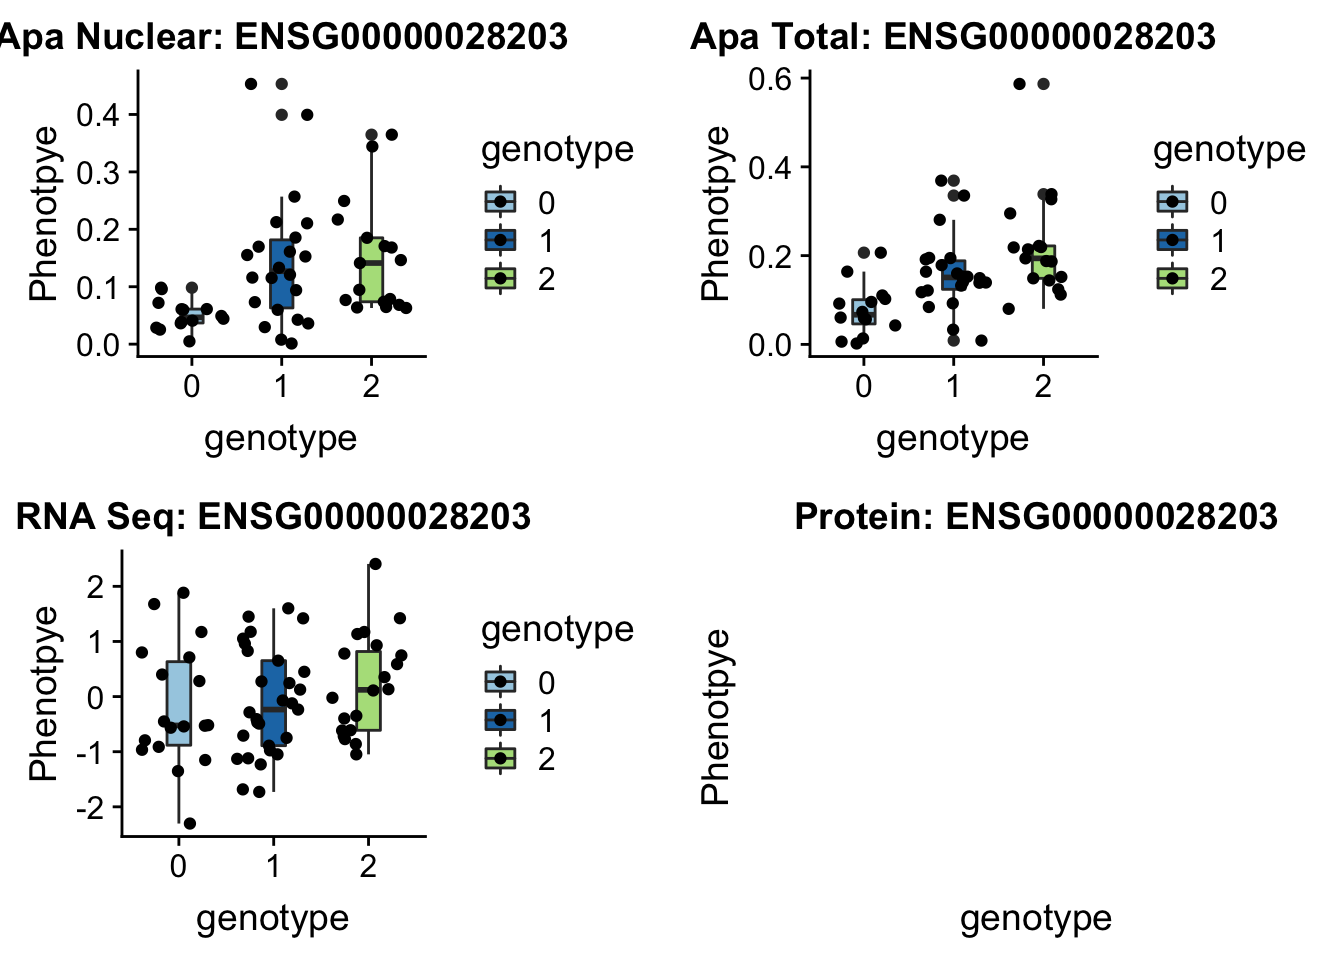 Apa Nuclear: ENSG00000028203
Phenotpye
0.4
0.3
0.2
0.1
0.0
0 1 2
genotype
genotype
0
1
2
Apa Total: ENSG00000028203
Phenotpye
0.6
0.4
0.2
0.0
0 1 2
genotype
genotype
0
1
2
RNA Seq: ENSG00000028203
Phenotpye
2
1
0
-1
-2
0 1 2
genotype
genotype
0
1
2
Protein: ENSG00000028203
Phenotpye
genotype